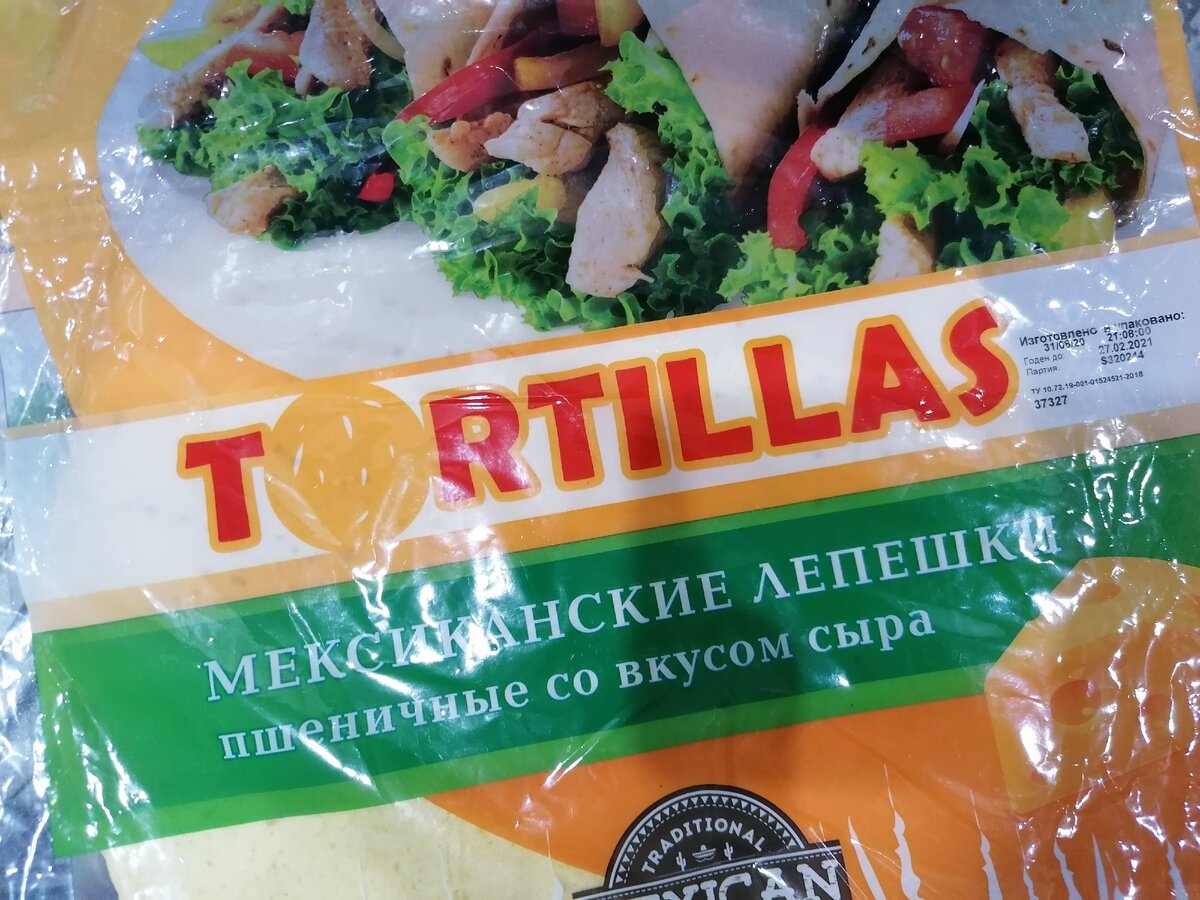 TORTILLAS
Изготовлено и упаковано:
31/08/20 21:08:00
Годен до: 27.02.2021
Партия: S320244
ТУ 10.72.19-001-01524521-2018
37327
МЕКСИКАНСКИЕ ЛЕПЕШКИ
пшеничные со вкусом сыра
TRADITIONAL
MEXICAN